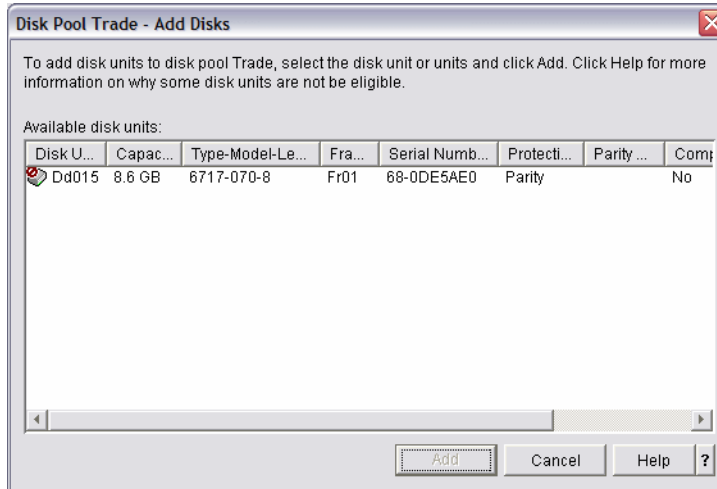 Disk Pool Trade - Add Disks
To add disk units to disk pool Trade, select the disk unit or units and click Add. Click Help for more
information on why some disk units are not be eligible.
Available disk units:
Disk U... Capac... Type-Model-Le... Fra... Serial Numb... Protecti... Parity ... Comp
Dd015 8.6 GB 6717-070-8 Fr01 68-0DE5AE0 Parity No
Add Cancel Help ?